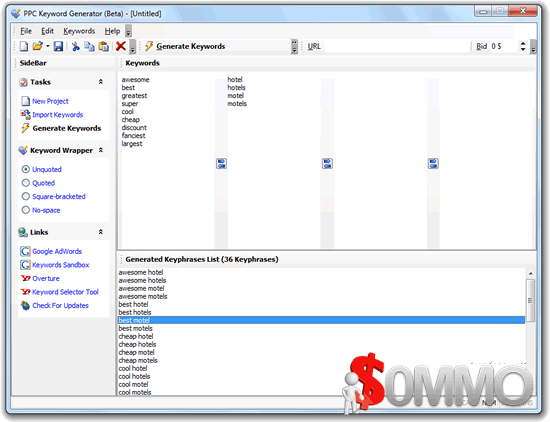 PPC Keyword Generator (Beta) - [Untitled]
File Edit Keywords Help
Generate Keywords URL Bid 0 $
SideBar
Tasks
New Project
Import Keywords
Generate Keywords
Keyword Wrapper
Unquoted
Quoted
Square-bracketed
No-space
Links
Google AdWords
Keywords Sandbox
Overture
Keyword Selector Tool
Check For Updates
Keywords
awesome hotel
best hotels
greatest motel
super motels
cool
cheap
discount
fanciest
largest
Generated Keyphrases List (36 Keyphrases)
awesome hotel
awesome hotels
awesome motel
awesome motels
best hotel
best hotels
best motel
best motels
cheap hotel
cheap hotels
cheap motel
cheap motels
cool hotel
cool hotels
cool motel
cool motels
$0MMO